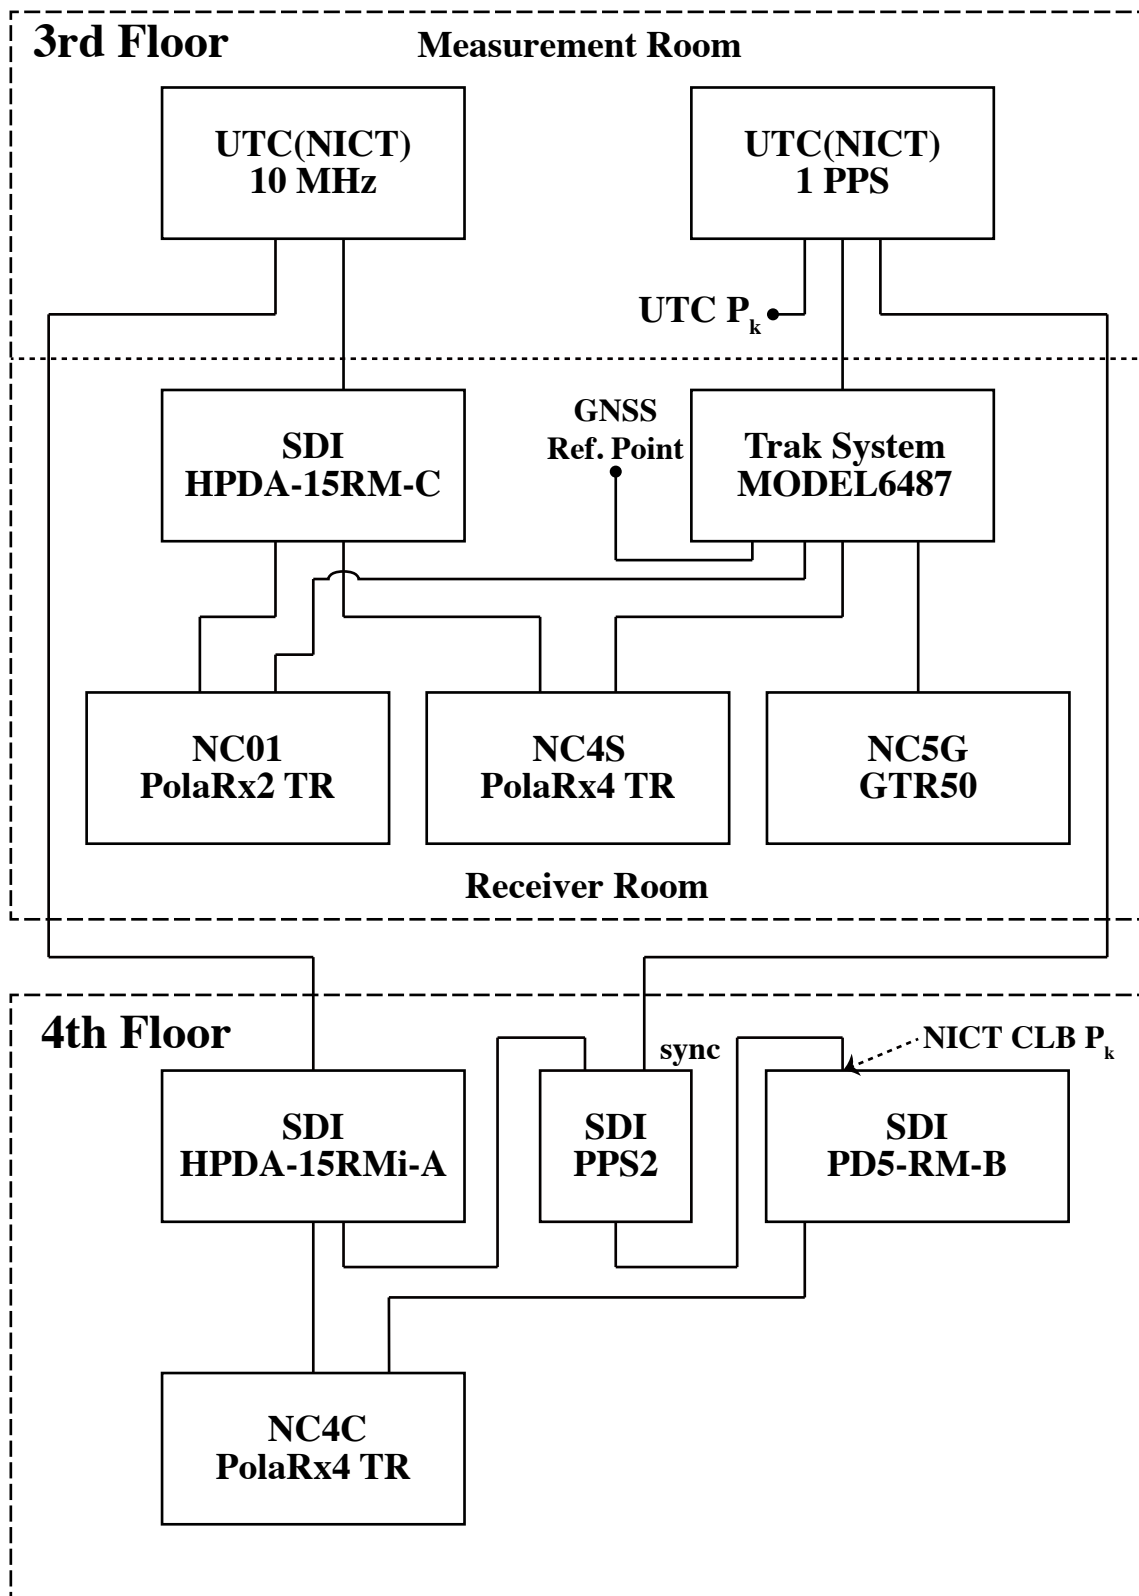 3rd Floor
Measurement Room
UTC(NICT)
10 MHz
UTC(NICT)
1 PPS
UTC Pk
SDI
HPDA-15RM-C
GNSS
Ref. Point
Trak System
MODEL6487
NC01
PolaRx2 TR
NC4S
PolaRx4 TR
NC5G
GTR50
Receiver Room
4th Floor
sync
NICT CLB Pk
SDI
HPDA-15RMi-A
SDI
PPS2
SDI
PD5-RM-B
NC4C
PolaRx4 TR